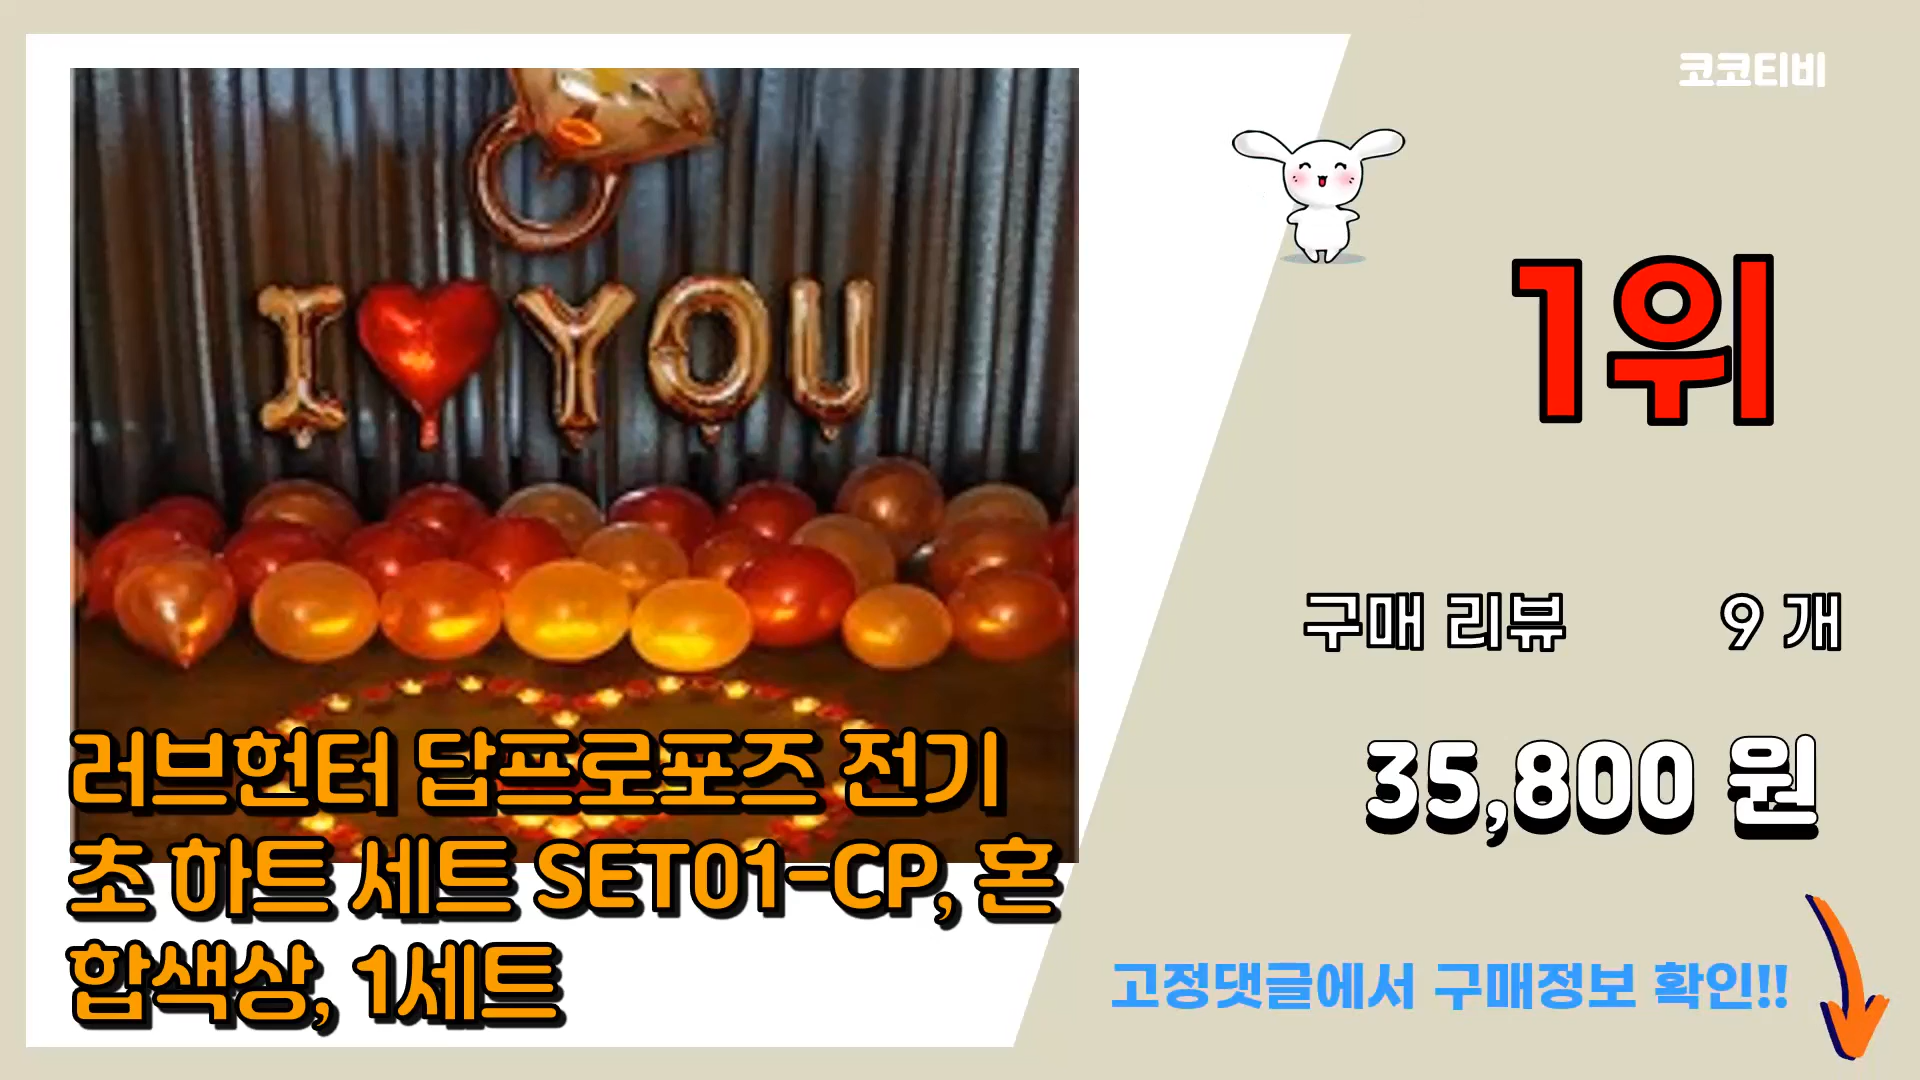 코코티비
I YOU
1위
구매 리뷰 9 개
35,800 원
러브헌터 답프로포즈 전기
초 하트 세트 SET01-CP, 혼
합색상, 1세트
고정댓글에서 구매정보 확인!!